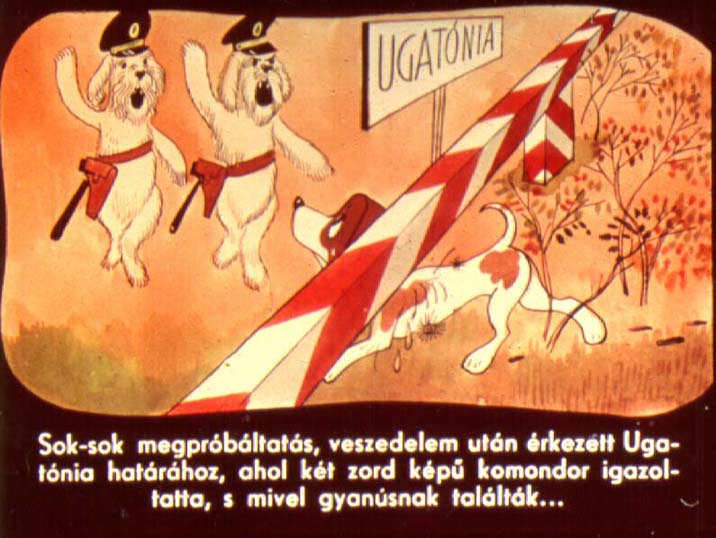 UGATÓNIA
Sok-sok megpróbáltatás, veszedelem után érkezett Uga-
tónia határához, ahol két zord képű komondor igazol-
tatta, s mivel gyanúsnak találták...